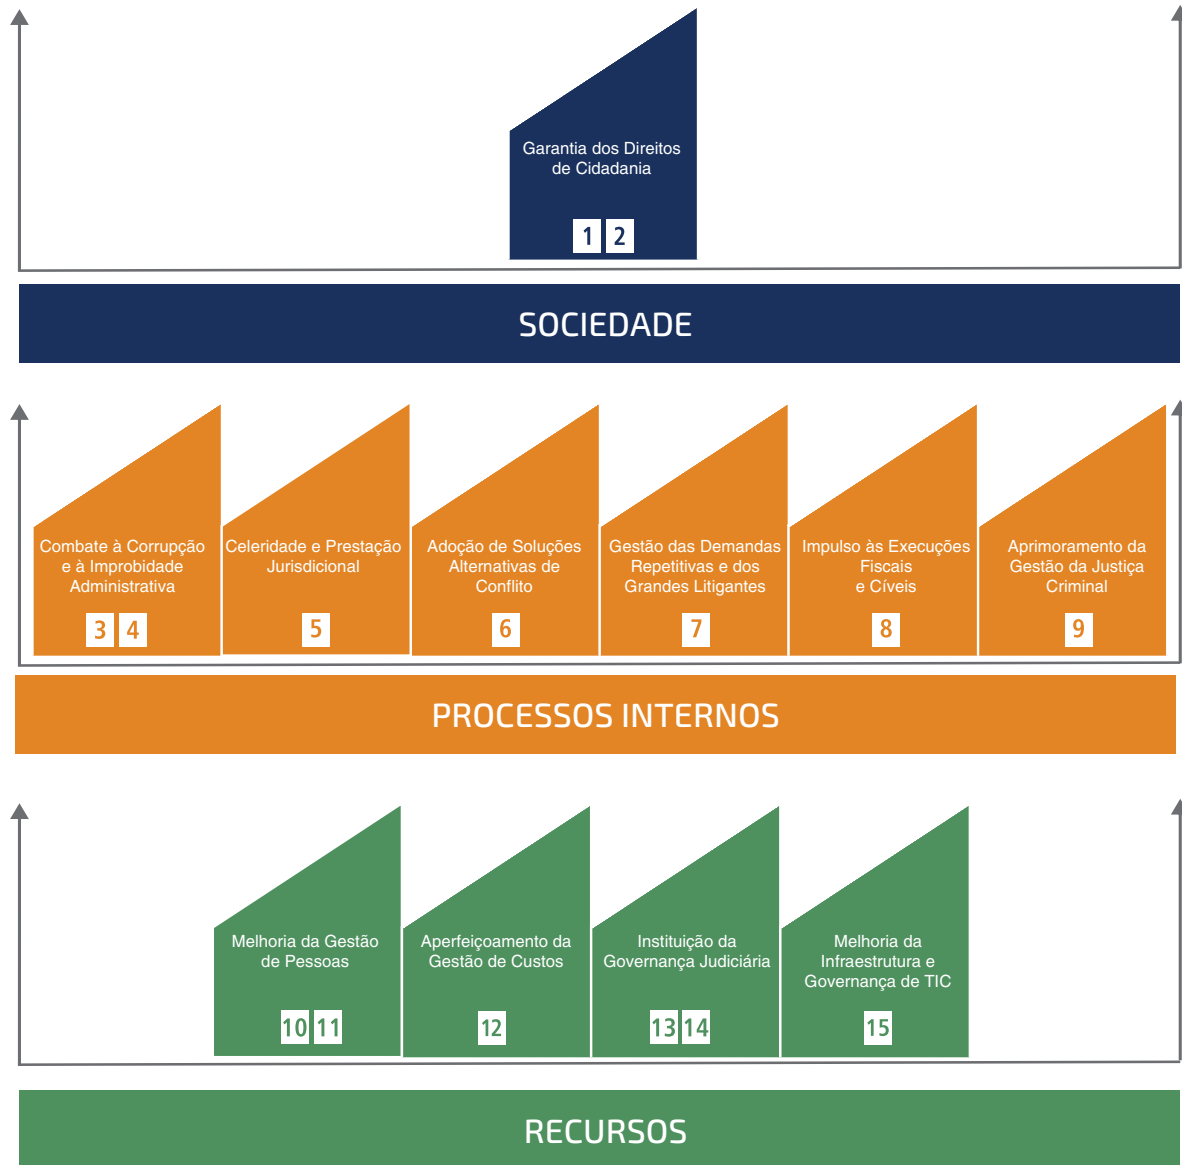 Garantia dos Direitos
de Cidadania
1 2
SOCIEDADE
Combate à Corrupção
e à Improbidade
Administrativa
3 4
Celeridade e Prestação
Jurisdicional
5
Adoção de Soluções
Alternativas de
Conflito
6
Gestão das Demandas
Repetitivas e dos
Grandes Litigantes
7
Impulso às Execuções
Fiscais
e Cíveis
8
Aprimoramento da
Gestão da Justiça
Criminal
9
PROCESSOS INTERNOS
Melhoria da Gestão
de Pessoas
10 11
Aperfeiçoamento da
Gestão de Custos
12
Instituição da
Governança Judiciária
13 14
Melhoria da
Infraestrutura e
Governança de TIC
15
RECURSOS